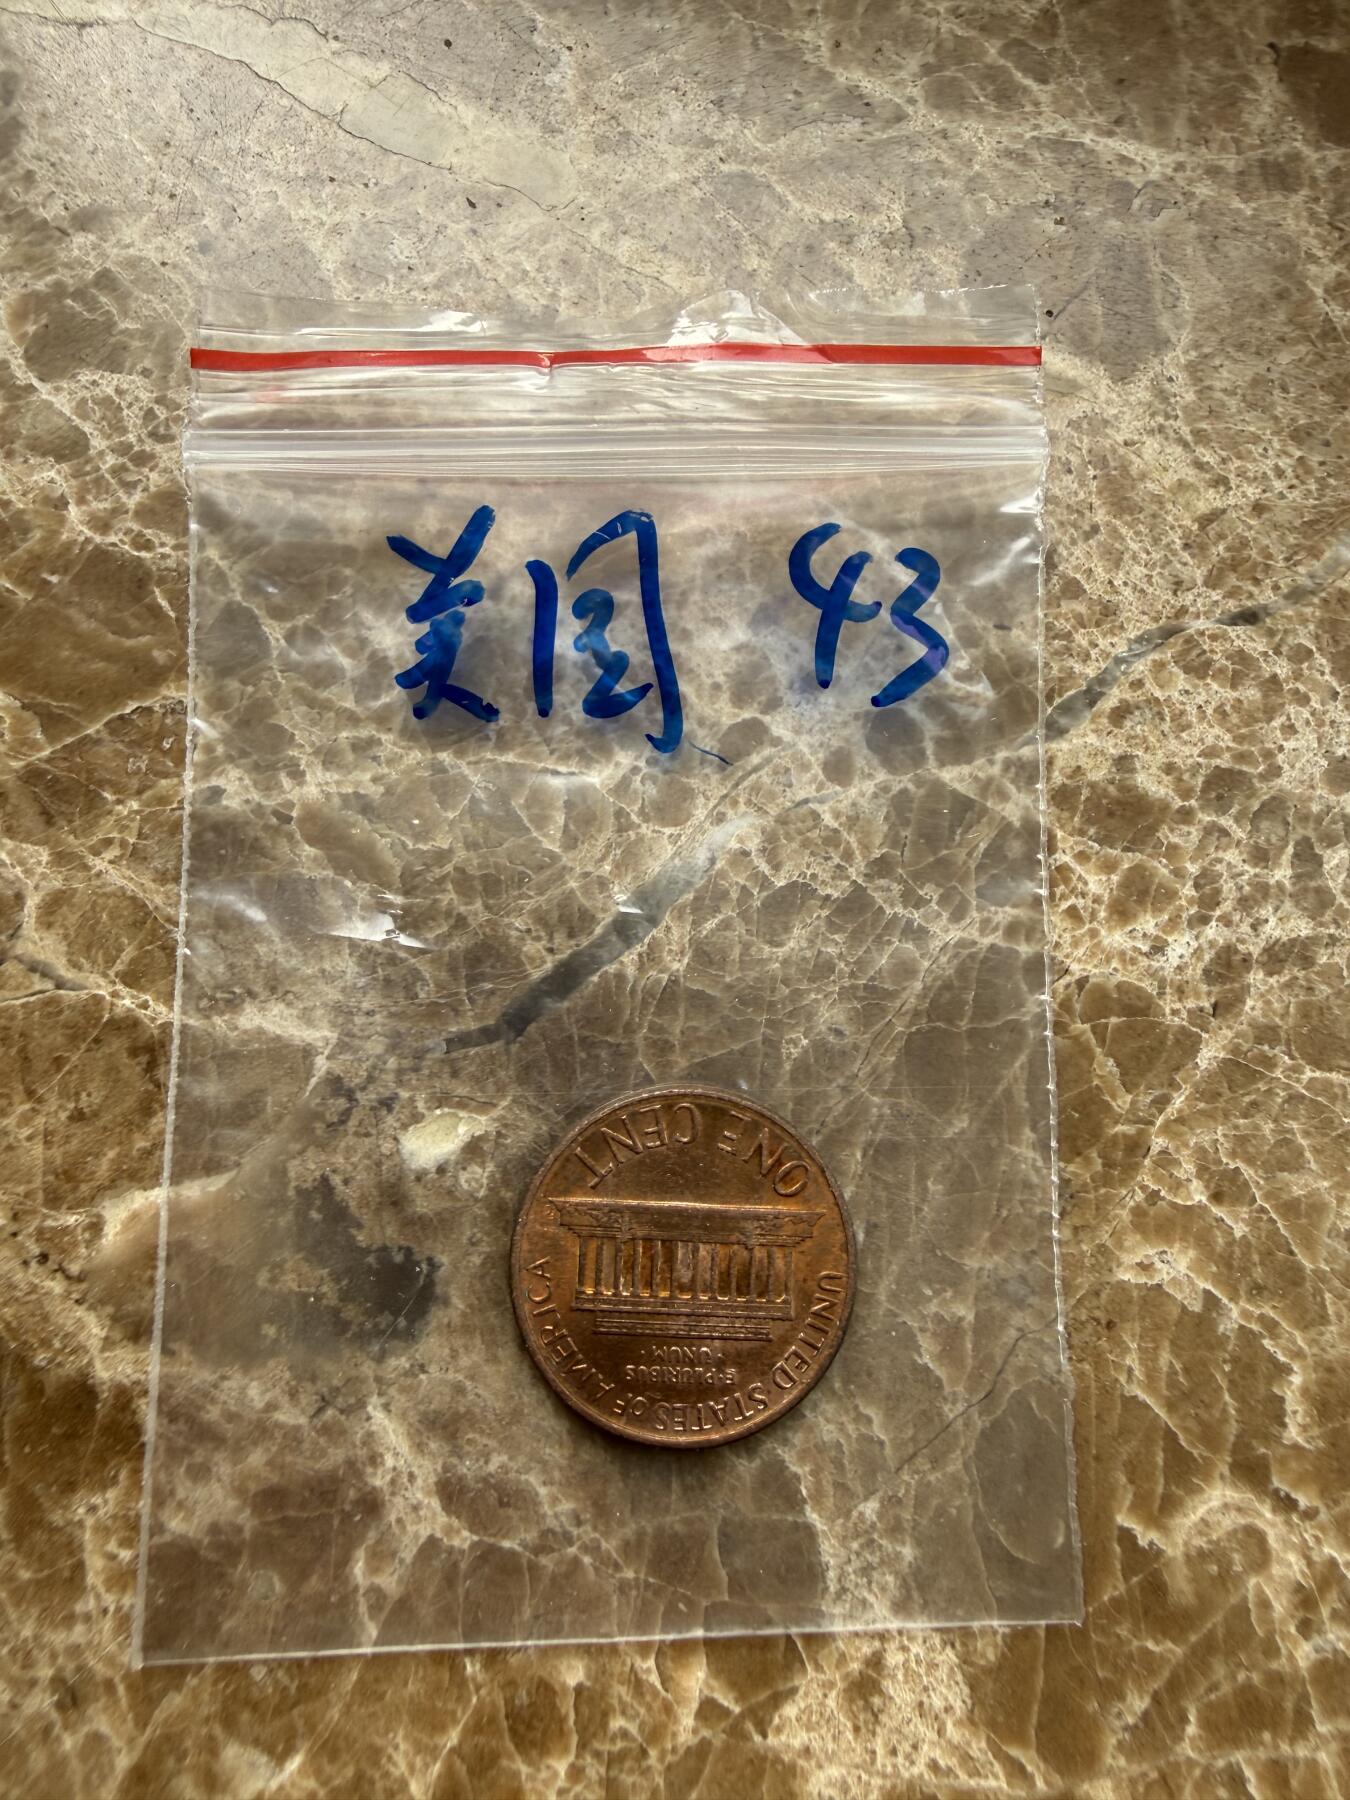 美国 43
ONE CENT
E·PLURIBUS
·UNUM·
UNITED STATES OF AMERICA